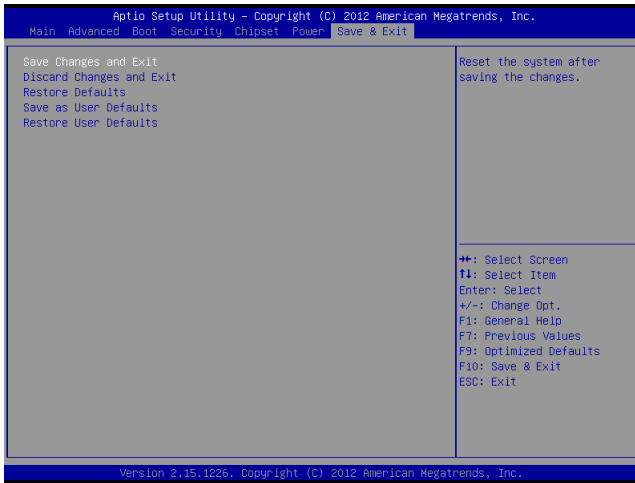 Aptio Setup Utility – Copyright (C) 2012 American Megatrends, Inc.
Main Advanced Boot Security Chipset Power Save & Exit
Save Changes and Exit
Discard Changes and Exit
Restore Defaults
Save as User Defaults
Restore User Defaults
Reset the system after
saving the changes.
→←: Select Screen
↑↓: Select Item
Enter: Select
+/-: Change Opt.
F1: General Help
F7: Previous Values
F9: Optimized Defaults
F10: Save & Exit
ESC: Exit
Version 2.15.1226. Copyright (C) 2012 American Megatrends, Inc.